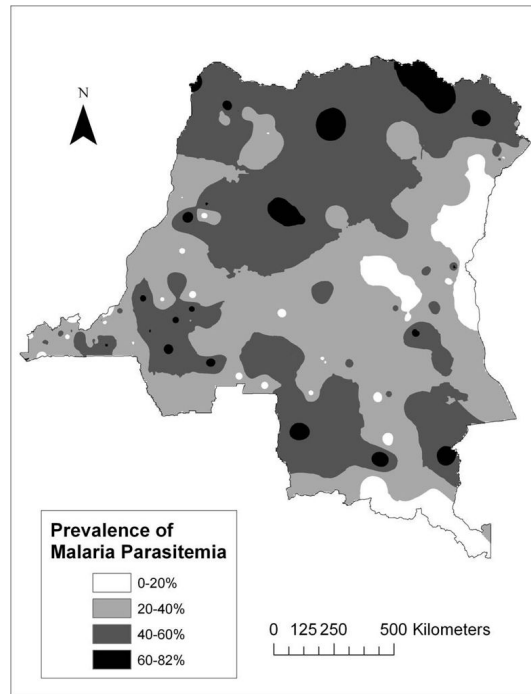 N
Prevalence of
Malaria Parasitemia
0-20%
20-40%
40-60%
60-82%
0 125 250 500 Kilometers